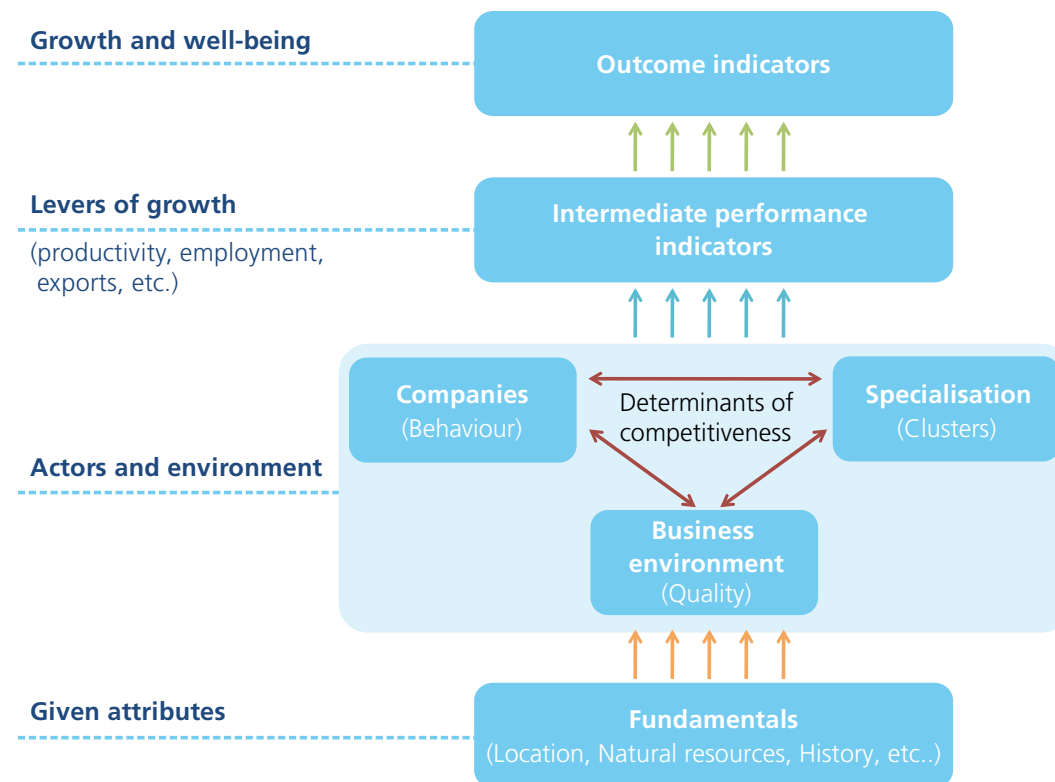 Growth and well-being
Outcome indicators
Levers of growth
(productivity, employment,
exports, etc.)
Intermediate performance
indicators
Companies
(Behaviour)
Determinants of
competitiveness
Specialisation
(Clusters)
Actors and environment
Business
environment
(Quality)
Given attributes
Fundamentals
(Location, Natural resources, History, etc..)